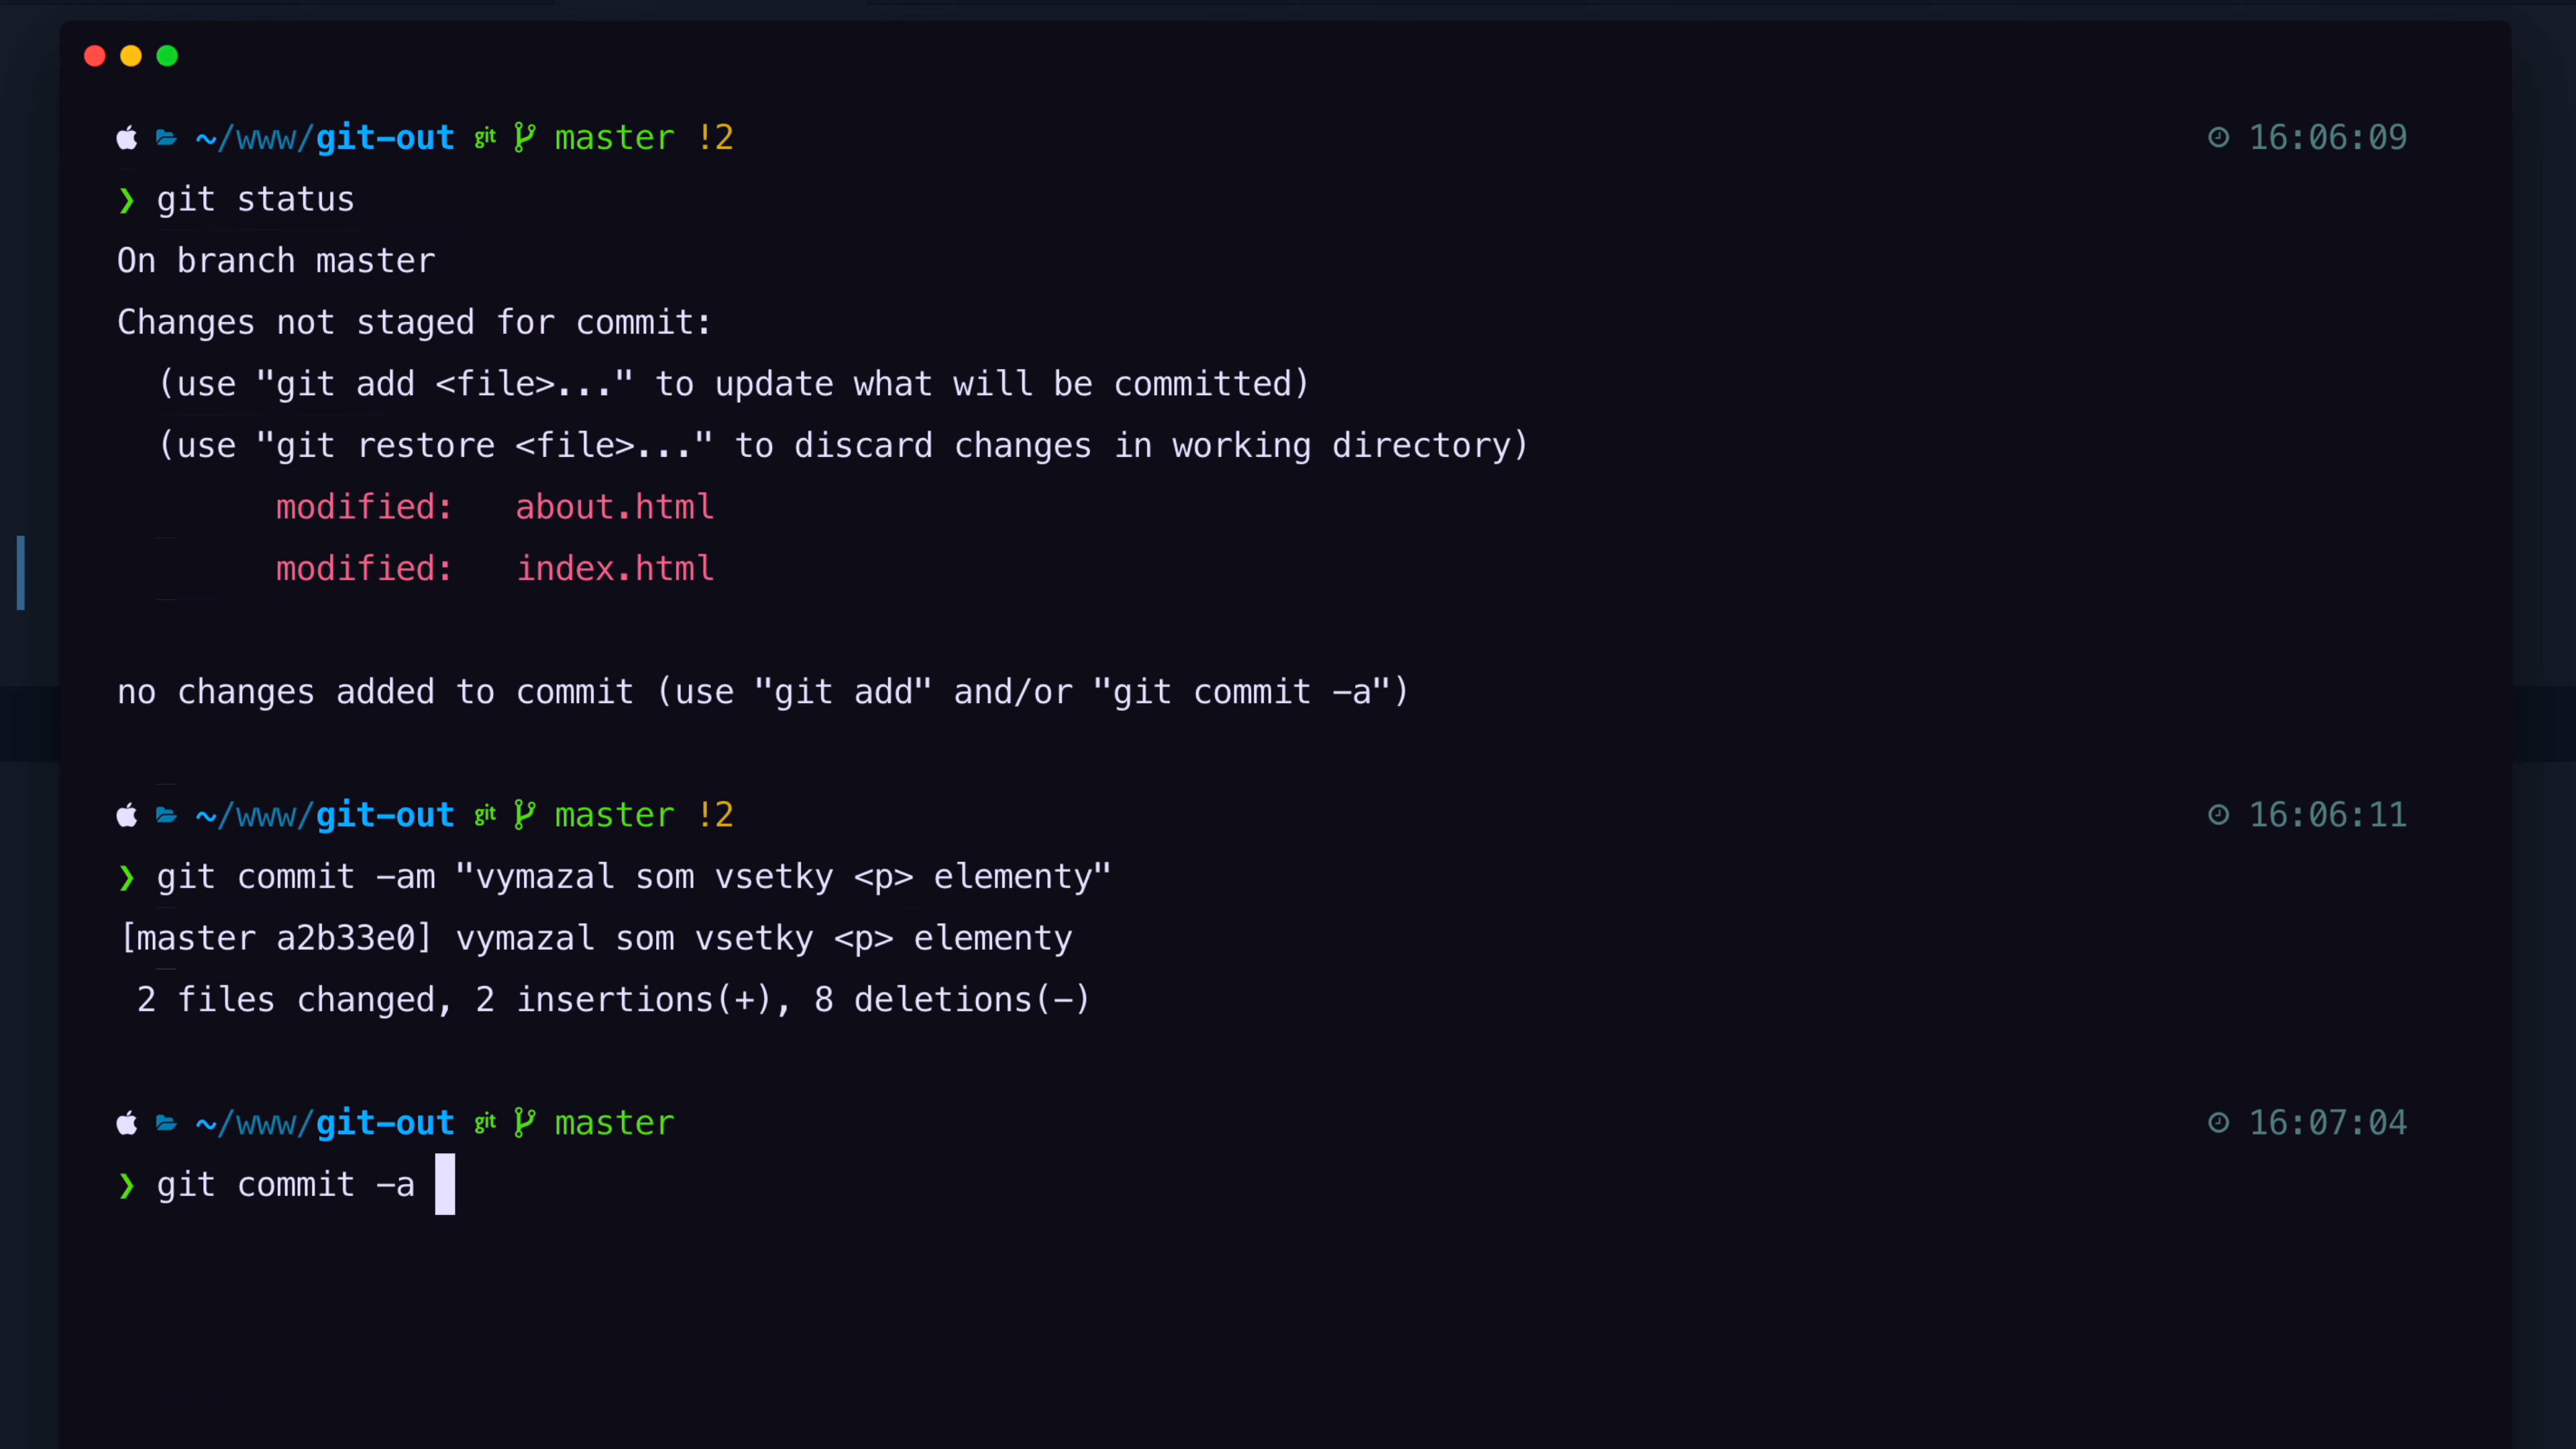 ~/www/git-out git master !2 16:06:09
❯ git status
On branch master
Changes not staged for commit:
(use "git add <file>..." to update what will be committed)
(use "git restore <file>..." to discard changes in working directory)
modified: about.html
modified: index.html
no changes added to commit (use "git add" and/or "git commit -a")
~/www/git-out git master !2 16:06:11
❯ git commit -am "vymazal som vsetky <p> elementy"
[master a2b33e0] vymazal som vsetky <p> elementy
2 files changed, 2 insertions(+), 8 deletions(-)
~/www/git-out git master 16:07:04
❯ git commit -a